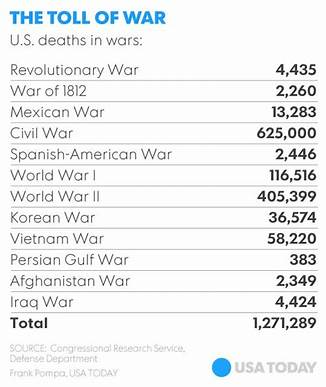 THE TOLL OF WAR
U.S. deaths in wars:
Revolutionary War 4,435
War of 1812 2,260
Mexican War 13,283
Civil War 625,000
Spanish-American War 2,446
World War I 116,516
World War II 405,399
Korean War 36,574
Vietnam War 58,220
Persian Gulf War 383
Afghanistan War 2,349
Iraq War 4,424
Total 1,271,289
SOURCE: Congressional Research Service,
Defense Department
Frank Pompa, USA TODAY
USA TODAY